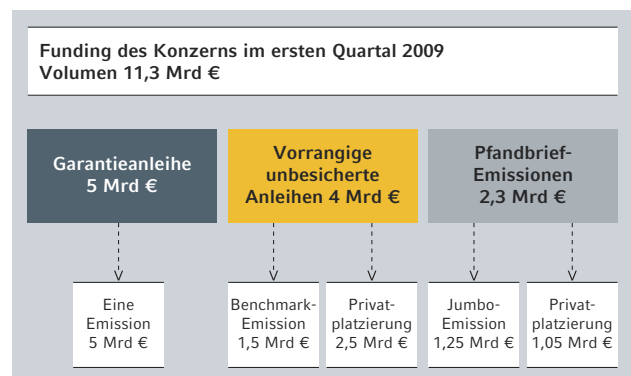 Funding des Konzerns im ersten Quartal 2009
Volumen 11,3 Mrd €
Garantieanleihe
5 Mrd €
Vorrangige
unbesicherte
Anleihen 4 Mrd €
Pfandbrief-
Emissionen
2,3 Mrd €
Eine
Emission
5 Mrd €
Benchmark-
Emission
1,5 Mrd €
Privat-
platzierung
2,5 Mrd €
Jumbo-
Emission
1,25 Mrd €
Privat-
platzierung
1,05 Mrd €